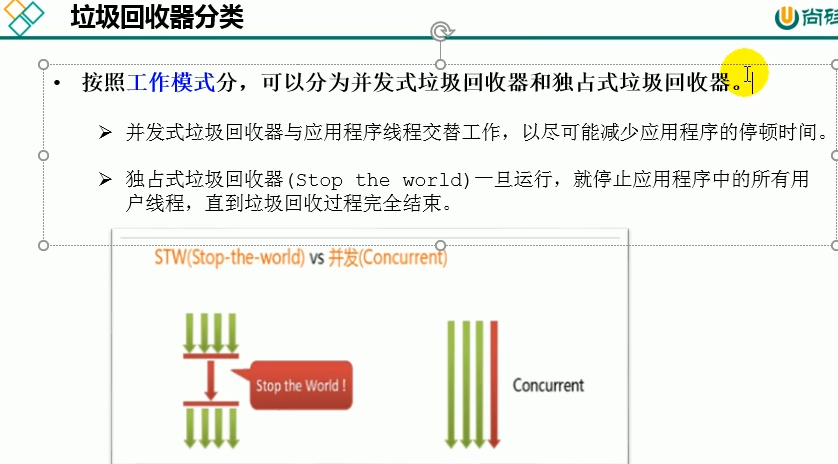 垃圾回收器分类
尚硅
• 按照工作模式分，可以分为并发式垃圾回收器和独占式垃圾回收器。
➢ 并发式垃圾回收器与应用程序线程交替工作，以尽可能减少应用程序的停顿时间。
➢ 独占式垃圾回收器(Stop the world)一旦运行，就停止应用程序中的所有用
户线程，直到垃圾回收过程完全结束。
STW(Stop-the-world) vs 并发(Concurrent)
Stop the World !
Concurrent